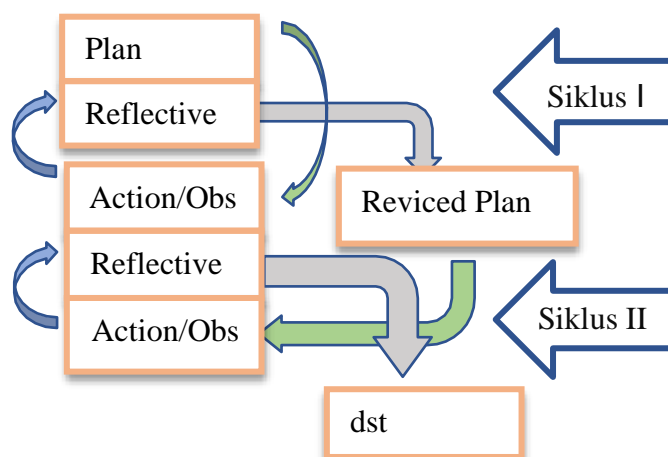 Plan
Reflective
Siklus I
Action/Obs
Reviced Plan
Reflective
Action/Obs
Siklus II
dst